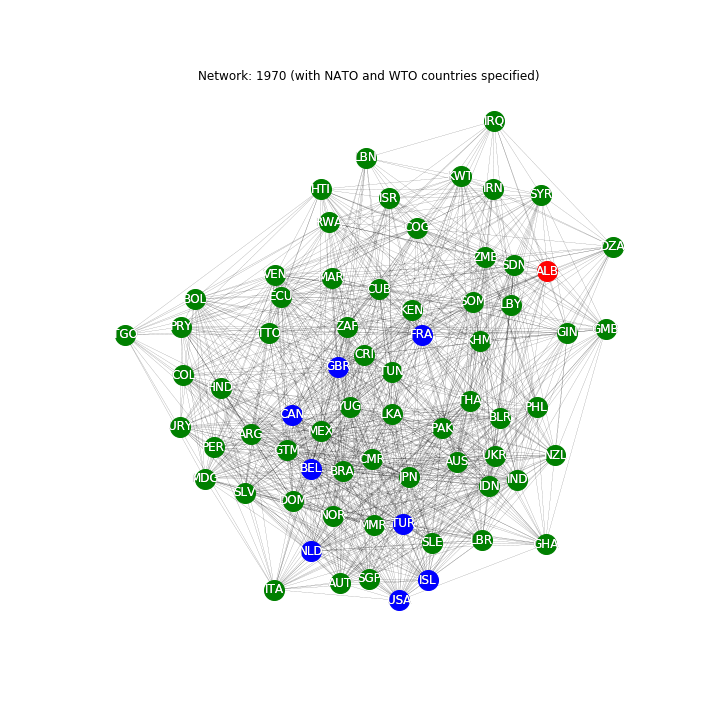 Network: 1970 (with NATO and WTO countries specified)
IRQ
LBN
KWT
HTI
IRN
SYR
ISR
RWA
COG
DZA
ZMB
SDN
ALB
VEN
MAR
CUB
ECU
BOL
SOM
LBY
KEN
PRY
ZAF
GMB
TGO
TTO
FRA
GIN
KHM
CRI
GBR
TUN
COL
HND
THA
YUG
PHL
CAN
LKA
BLR
URY
PAK
MEX
ARG
PER
GTM
NZL
UKR
CMR
AUS
BEL
BRA
JPN
MDG
IND
IDN
SLV
DOM
NOR
MMR
TUR
LBR
SLE
GHA
NLD
SGP
ISL
AUT
ITA
USA